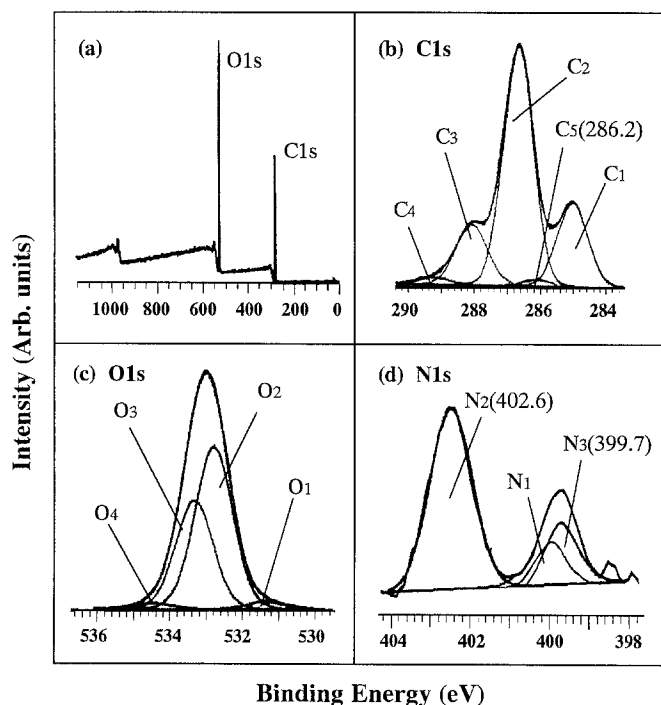 Intensity (Arb. units)
(a)
O1s
C1s
1000 800 600 400 200 0
(b) C1s
C2
C3
C5(286.2)
C1
C4
290 288 286 284
(c) O1s
O3
O2
O4
O1
536 534 532 530
(d) N1s
N2(402.6)
N3(399.7)
N1
404 402 400 398
Binding Energy (eV)